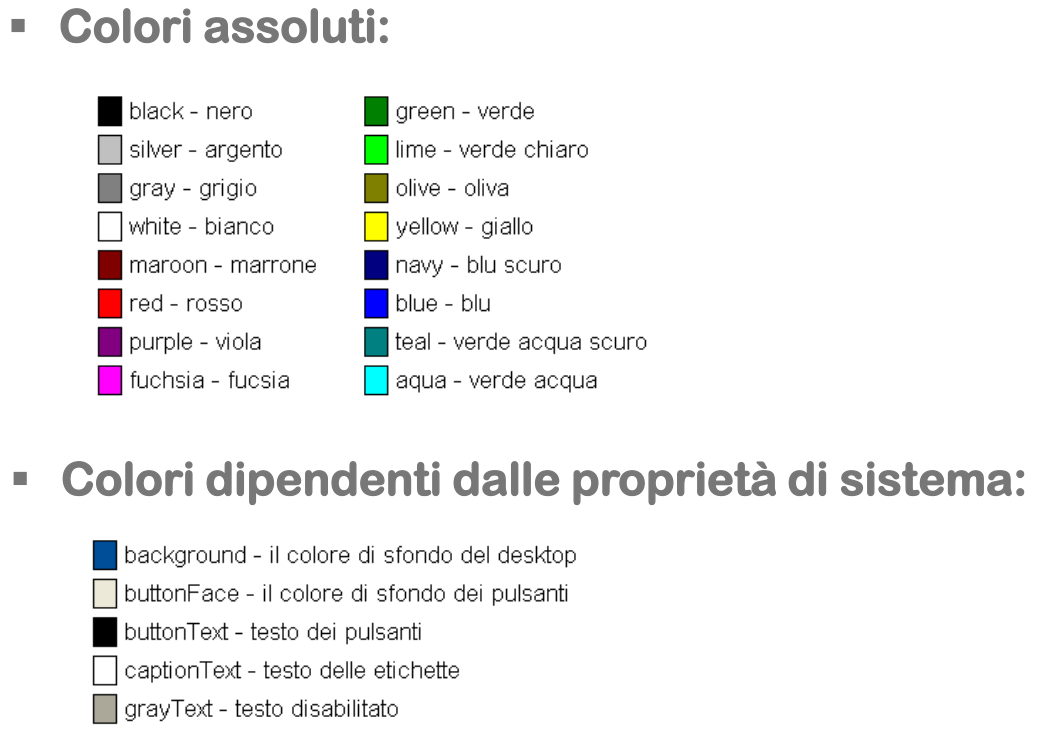 ▪ Colori assoluti:
black - nero
silver - argento
gray - grigio
white - bianco
maroon - marrone
red - rosso
purple - viola
fuchsia - fucsia
green - verde
lime - verde chiaro
olive - oliva
yellow - giallo
navy - blu scuro
blue - blu
teal - verde acqua scuro
aqua - verde acqua
▪ Colori dipendenti dalle proprietà di sistema:
background - il colore di sfondo del desktop
buttonFace - il colore di sfondo dei pulsanti
buttonText - testo dei pulsanti
captionText - testo delle etichette
grayText - testo disabilitato